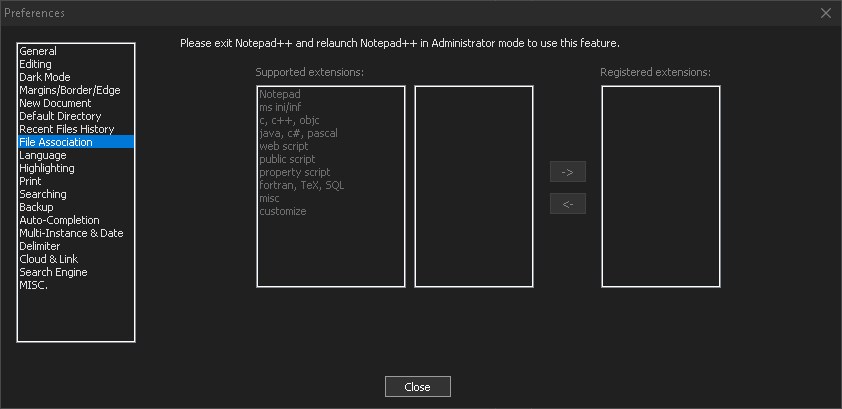 Preferences
General
Editing
Dark Mode
Margins/Border/Edge
New Document
Default Directory
Recent Files History
File Association
Language
Highlighting
Print
Searching
Backup
Auto-Completion
Multi-Instance & Date
Delimiter
Cloud & Link
Search Engine
MISC.
Please exit Notepad++ and relaunch Notepad++ in Administrator mode to use this feature.
Supported extensions:
Notepad
ms ini/inf
c, c++, objc
java, c#, pascal
web script
public script
property script
fortran, TeX, SQL
misc
customize
->
<-
Registered extensions:
Close